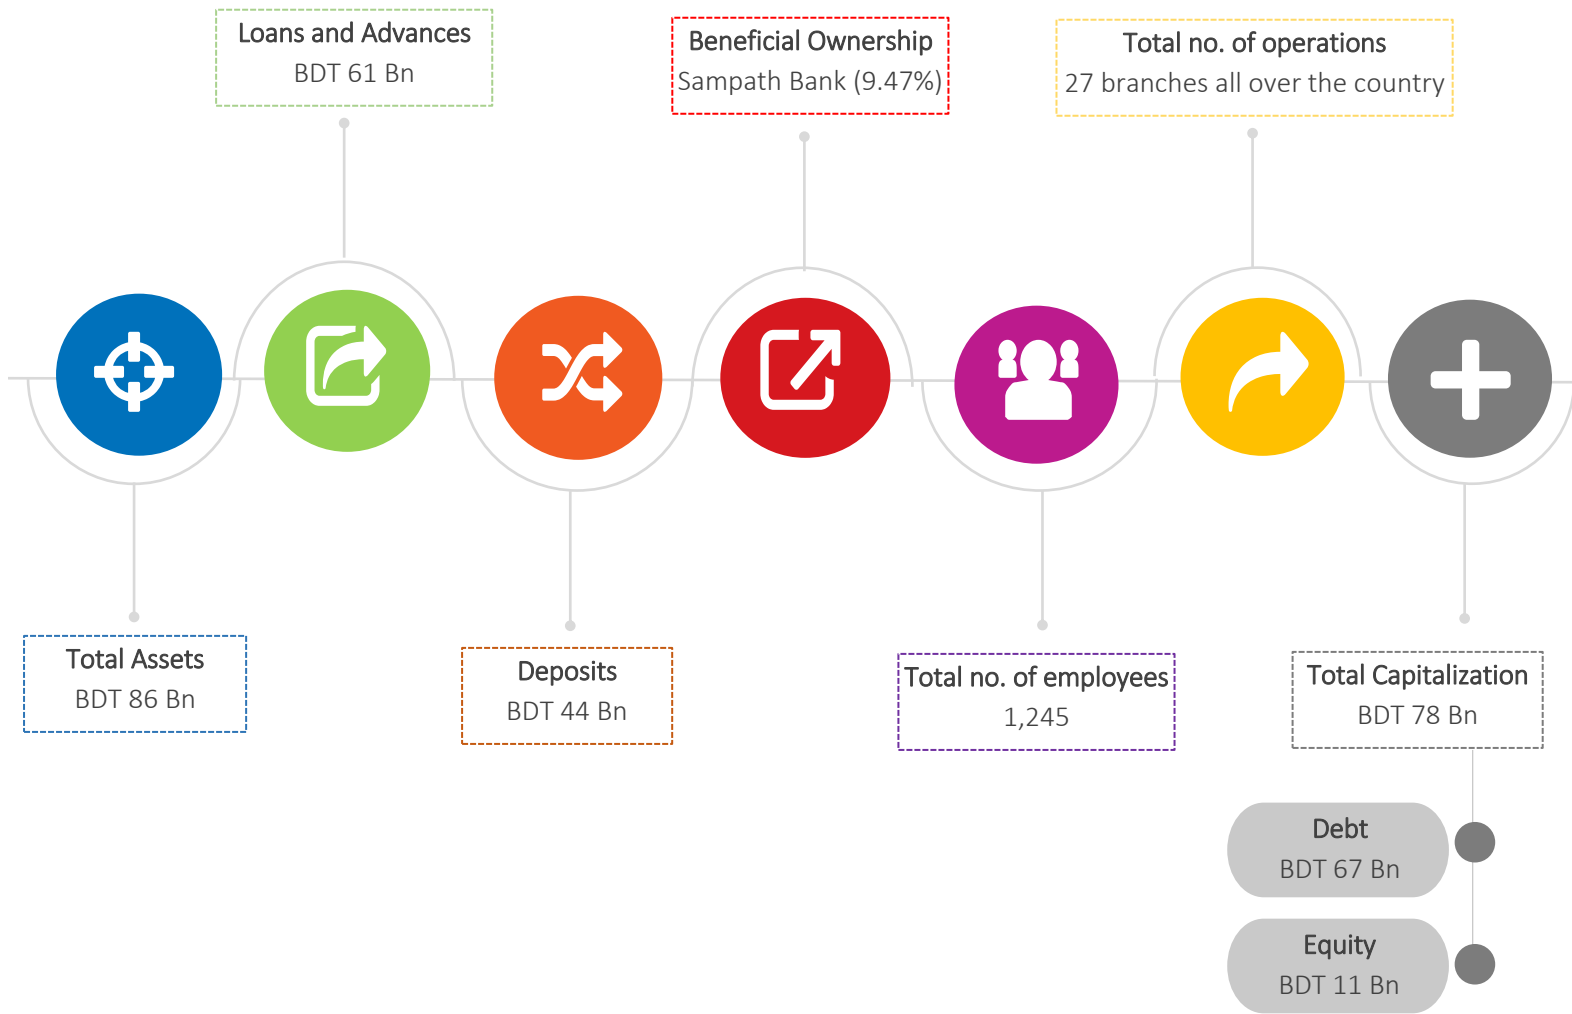 Loans and Advances
BDT 61 Bn
Beneficial Ownership
Sampath Bank (9.47%)
Total no. of operations
27 branches all over the country
Total Assets
BDT 86 Bn
Deposits
BDT 44 Bn
Total no. of employees
1,245
Total Capitalization
BDT 78 Bn
Debt
BDT 67 Bn
Equity
BDT 11 Bn